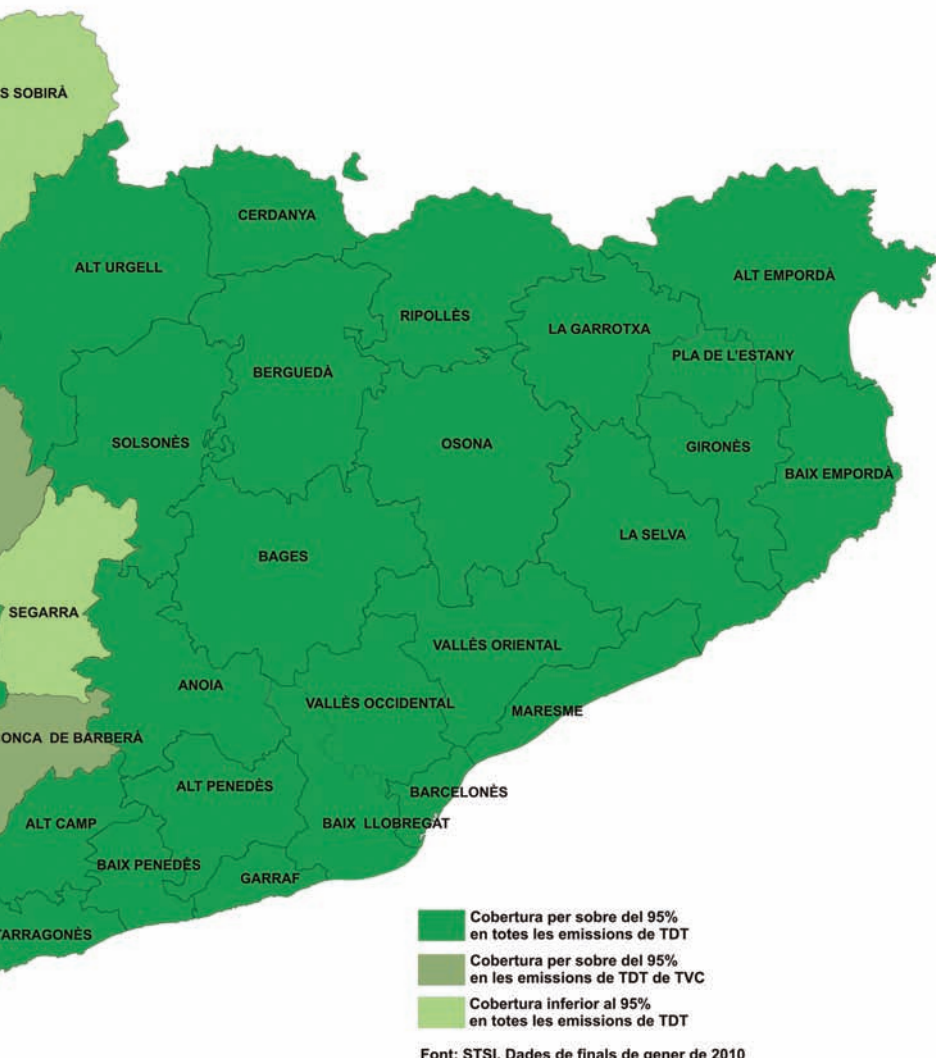 S SOBIRÀ
CERDANYA
ALT URGELL
ALT EMPORDÀ
RIPOLLÈS
LA GARROTXA
PLA DE L'ESTANY
BERGUEDÀ
SOLSONÈS
OSONA
GIRONÈS
BAIX EMPORDÀ
LA SELVA
BAGES
SEGARRA
VALLÈS ORIENTAL
ANOIA
VALLÈS OCCIDENTAL
MARESME
ONCA DE BARBERÀ
ALT PENEDÈS
BARCELONÈS
ALT CAMP
BAIX LLOBREGAT
BAIX PENEDÈS
GARRAF
TARRAGONÈS
Cobertura per sobre del 95%
en totes les emissions de TDT
Cobertura per sobre del 95%
en les emissions de TDT de TVC
Cobertura inferior al 95%
en totes les emissions de TDT
Font: STSI. Dades de finals de gener de 2010